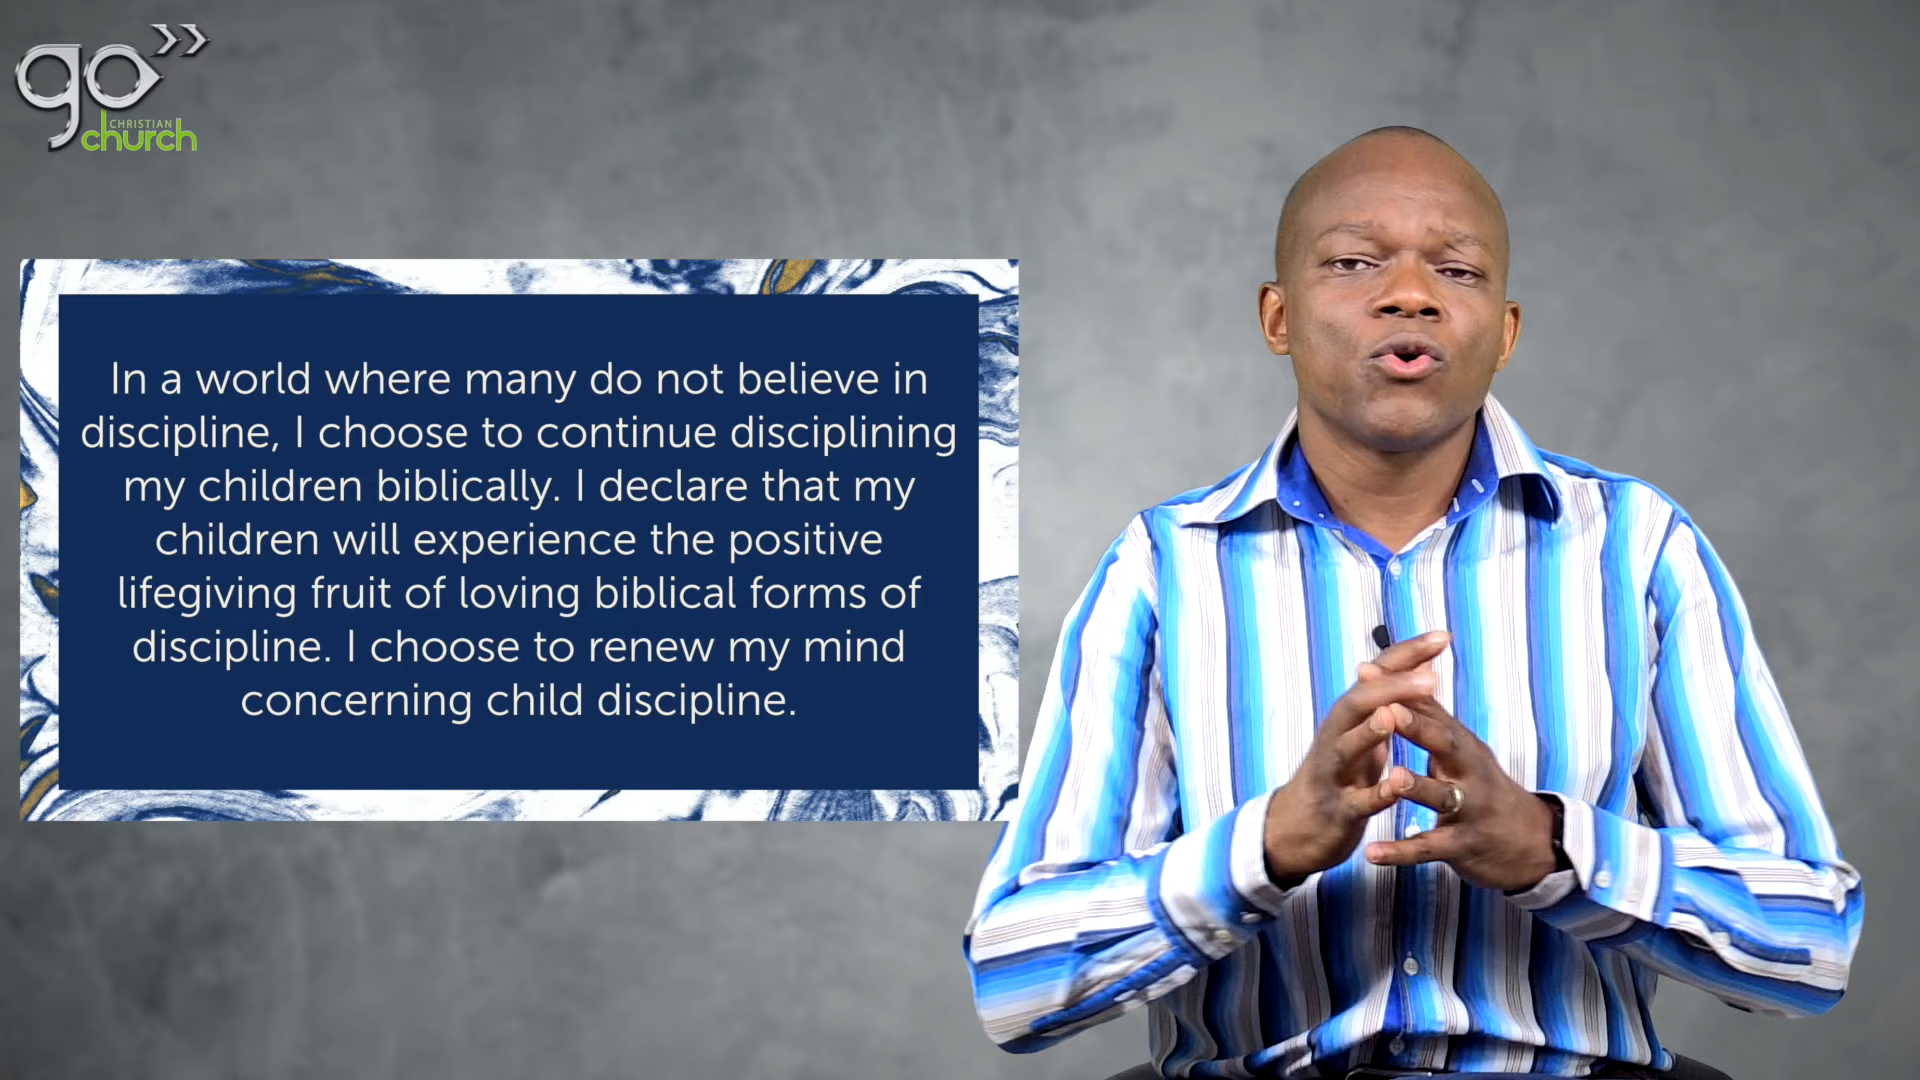 go
CHRISTIAN
church
In a world where many do not believe in
discipline, I choose to continue disciplining
my children biblically. I declare that my
children will experience the positive
lifegiving fruit of loving biblical forms of
discipline. I choose to renew my mind
concerning child discipline.